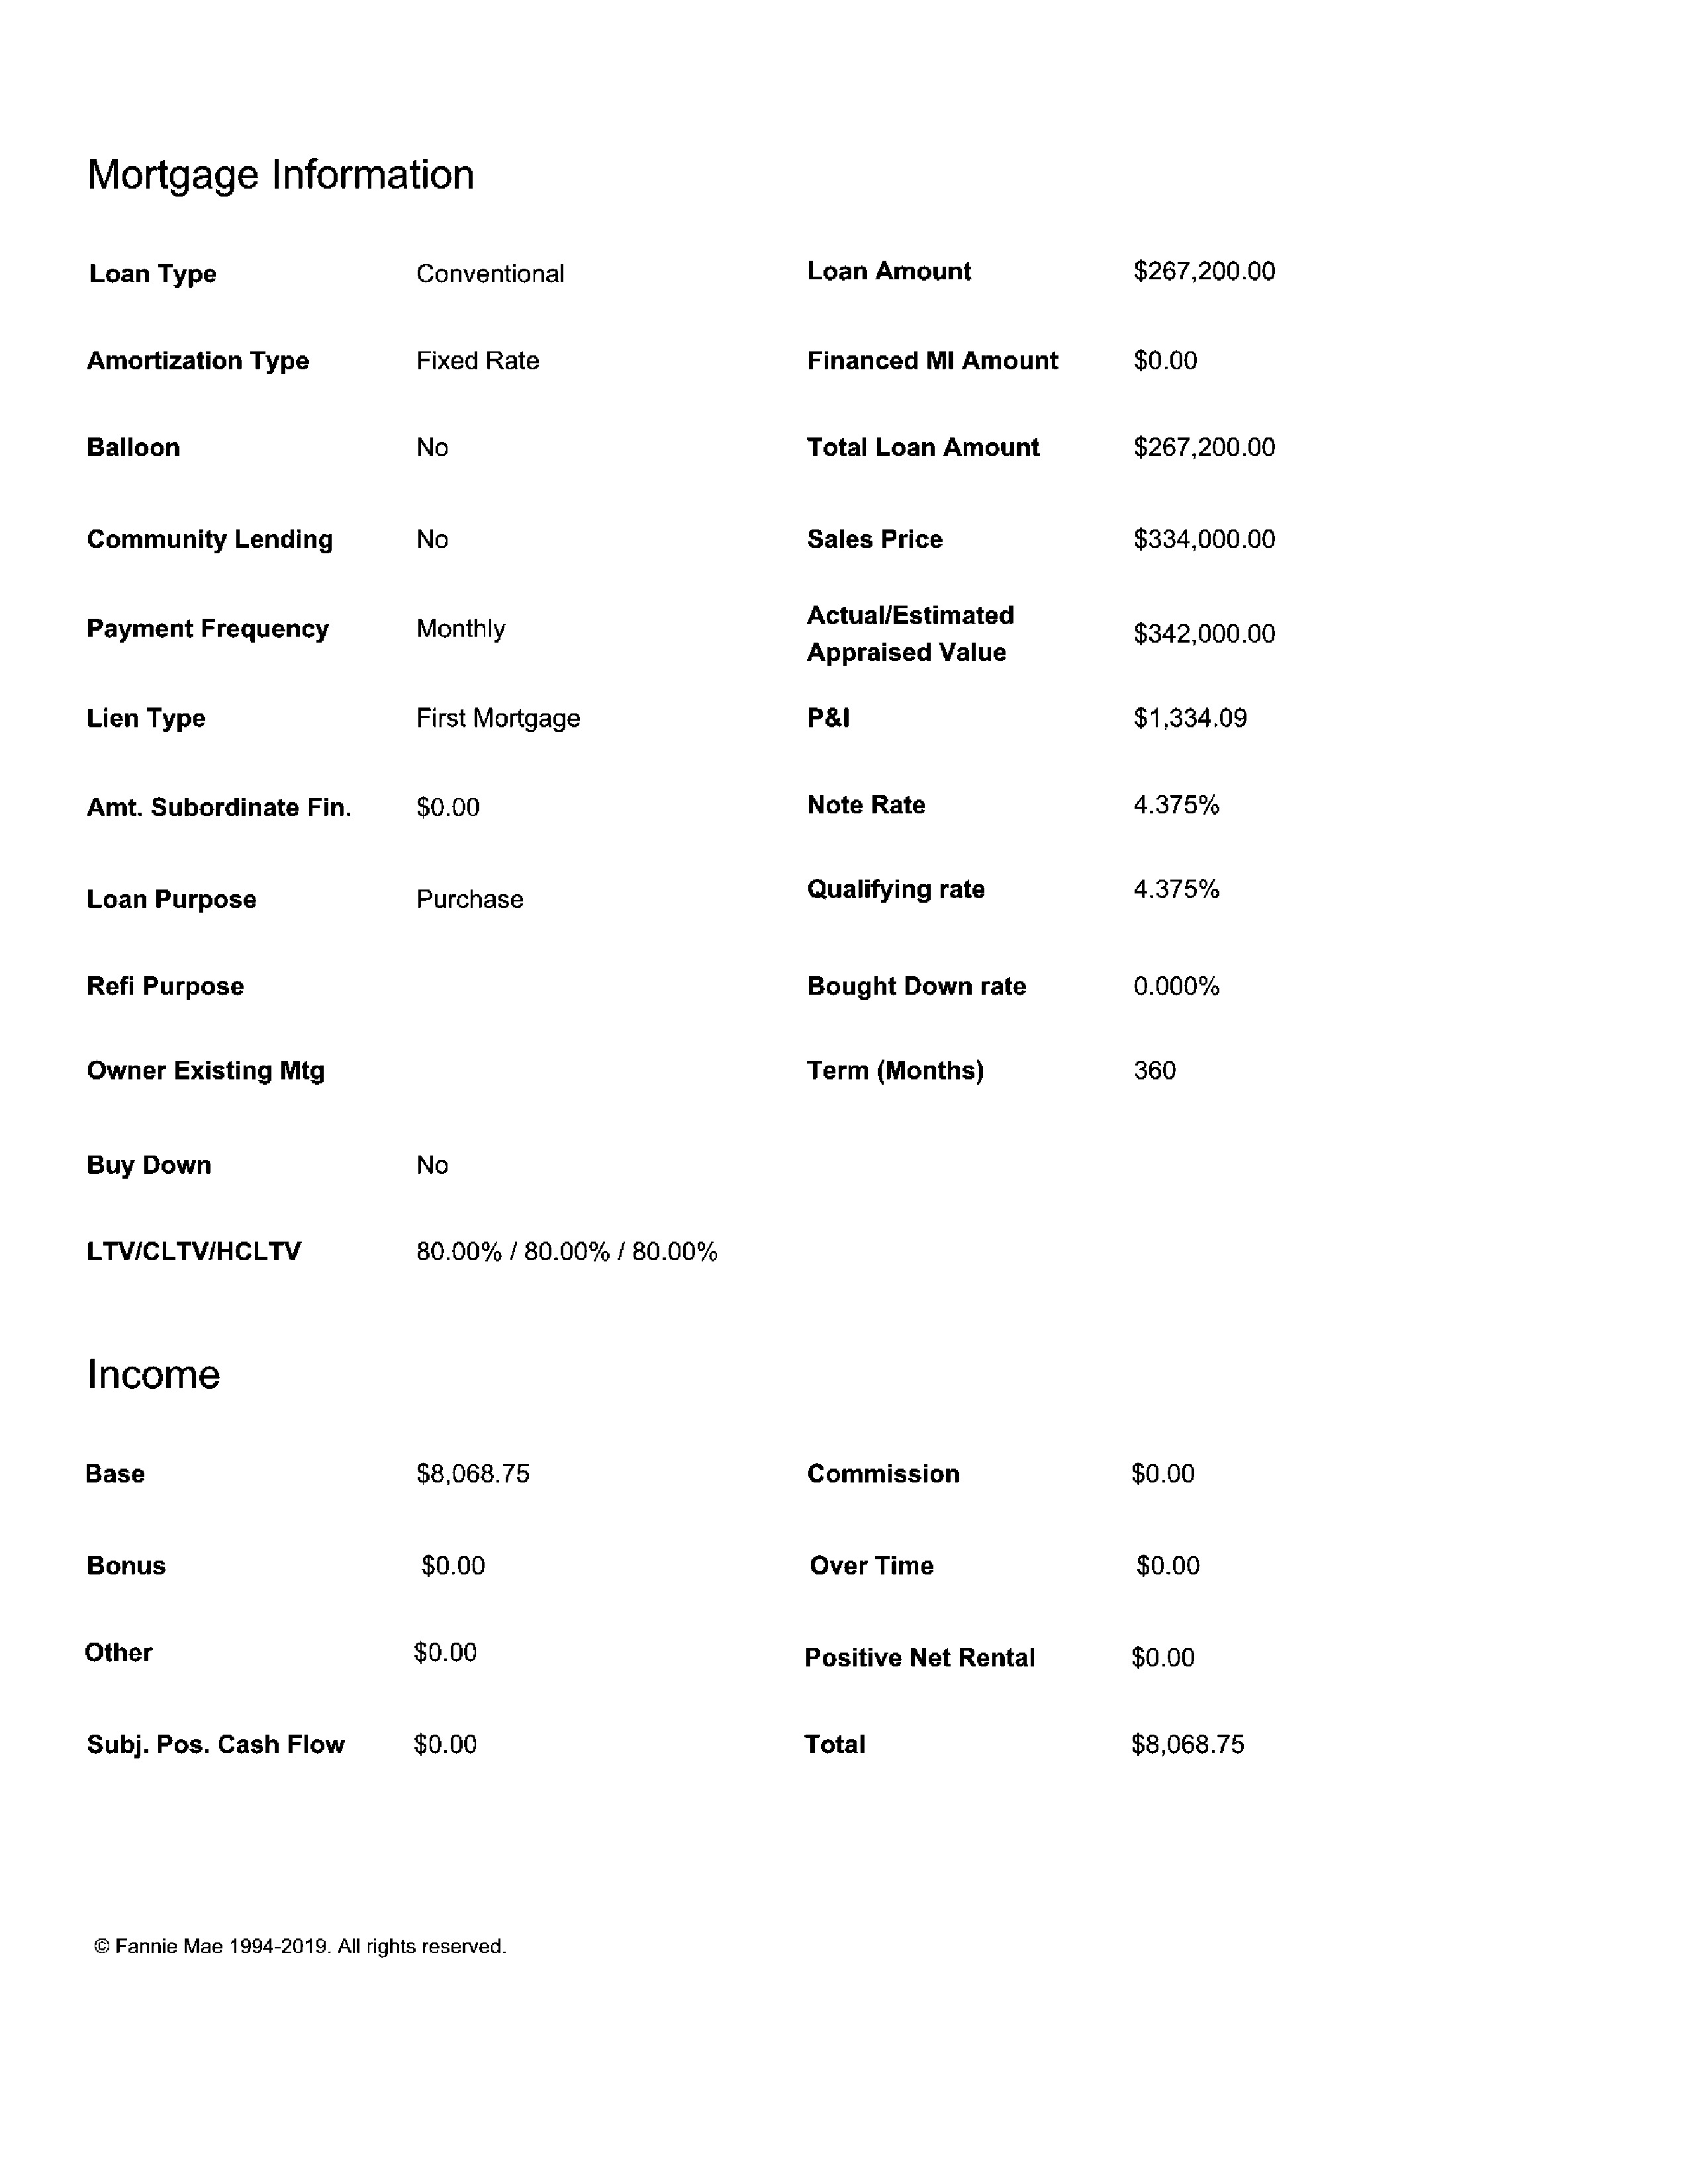 Mortgage Information
Loan Type Conventional Loan Amount $267,200.00
Amortization Type Fixed Rate Financed MI Amount $0.00
Balloon No Total Loan Amount $267,200.00
Community Lending No Sales Price $334,000.00
Payment Frequency Monthly Actual/Estimated
Appraised Value $342,000.00
Lien Type First Mortgage P&I $1,334.09
Amt. Subordinate Fin. $0.00 Note Rate 4.375%
Loan Purpose Purchase Qualifying rate 4.375%
Refi Purpose Bought Down rate 0.000%
Owner Existing Mtg Term (Months) 360
Buy Down No
LTV/CLTV/HCLTV 80.00% / 80.00% / 80.00%
Income
Base $8,068.75 Commission $0.00
Bonus $0.00 Over Time $0.00
Other $0.00 Positive Net Rental $0.00
Subj. Pos. Cash Flow $0.00 Total $8,068.75
© Fannie Mae 1994-2019. All rights reserved.